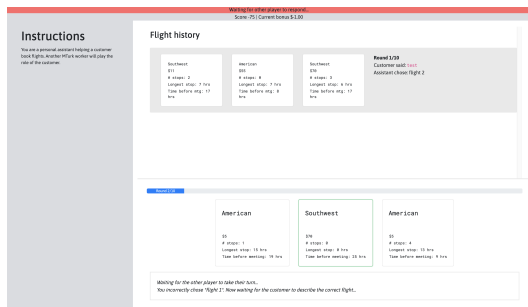 Waiting for other player to respond...
Score -75 | Current bonus $-1.00
Instructions
You are a personal assistant helping a customer
book flights. Another MTurk worker will play the
role of the customer.
Flight history
Southwest
$11
# stops: 2
Longest stop: 7 hrs
Time before mtg: 17
hrs
American
# stops: 0
Longest stop: 7 hrs
Time before mtg: 8
hrs
Southwest
$70
# stops: 3
Longest stop: 6 hrs
Time before mtg: 17
hrs
Round 1/10
Customer said: test
Assistant chose: flight 2
Round 2/10
American
$5
# stops: 1
Longest stop: 15 hrs
Time before meeting: 19 hrs
Southwest
# stops: 0
Longest stop: 0 hrs
Time before meeting: 25 hrs
American
# stops: 4
Longest stop: 13 hrs
Time before meeting: 9 hrs
Waiting for the other player to take their turn...
You incorrectly chose "flight 1". Now waiting for the customer to describe the correct flight...